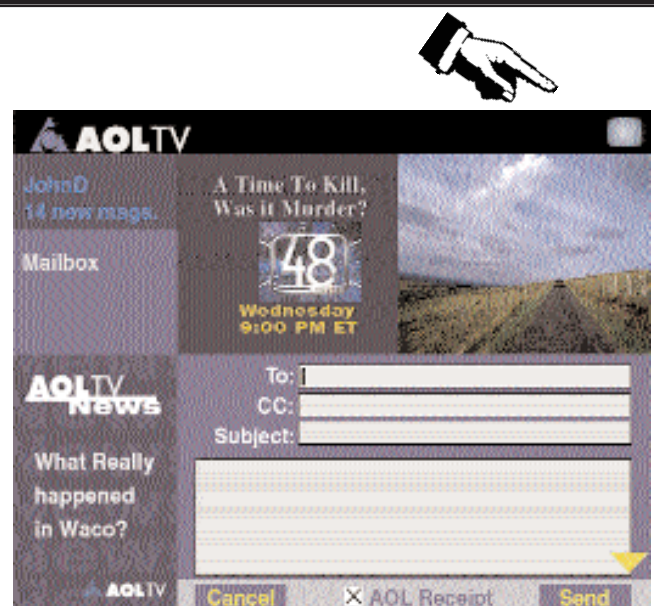 AOLTV
JohnD
14 new msgs.
Mailbox
A Time To Kill,
Was it Murder?
48
Wednesday
9:00 PM ET
AOLTV
News
What Really
happened
in Waco?
AOLTV
To:
CC:
Subject:
Cancel
X AOL Receipt
Send